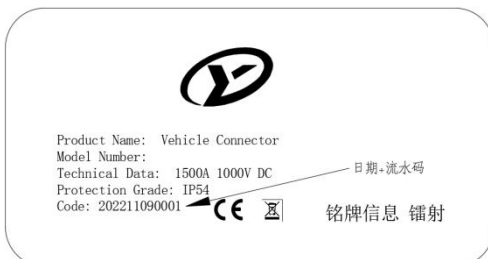 Product Name: Vehicle Connector
Model Number:
Technical Data: 1500A 1000V DC
Protection Grade: IP54
Code: 202211090001
CE
日期+流水码
铭牌信息 镭射